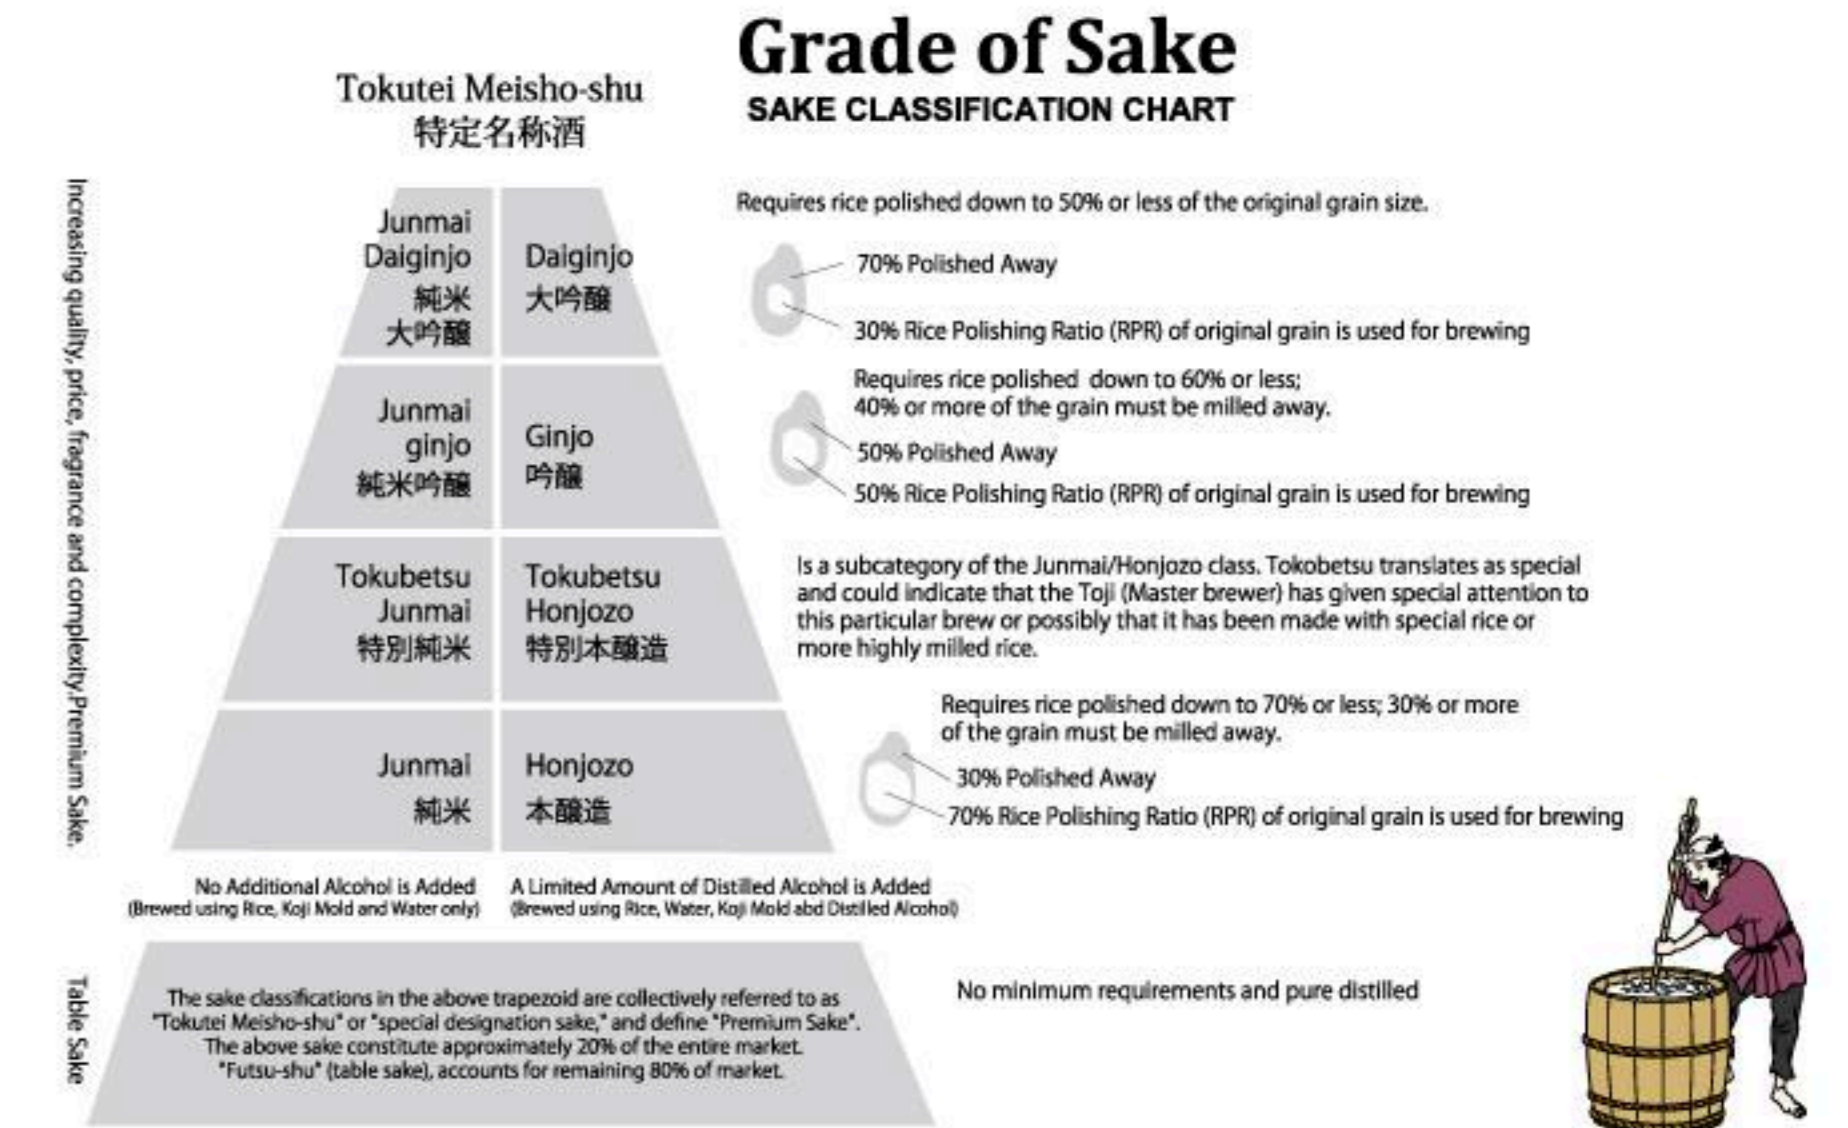 Grade of Sake
SAKE CLASSIFICATION CHART
Tokutei Meisho-shu
特定名称酒
Increasing quality, price, fragrance and complexity.Premium Sake.
Junmai
Daiginjo
純米
大吟醸
Daiginjo
大吟醸
Requires rice polished down to 50% or less of the original grain size.
70% Polished Away
30% Rice Polishing Ratio (RPR) of original grain is used for brewing
Junmai
ginjo
純米吟醸
Ginjo
吟醸
Requires rice polished down to 60% or less;
40% or more of the grain must be milled away.
50% Polished Away
50% Rice Polishing Ratio (RPR) of original grain is used for brewing
Tokubetsu
Junmai
特別純米
Tokubetsu
Honjozo
特別本醸造
Is a subcategory of the Junmai/Honjozo class. Tokobetsu translates as special
and could indicate that the Toji (Master brewer) has given special attention to
this particular brew or possibly that it has been made with special rice or
more highly milled rice.
Junmai
純米
Honjozo
本醸造
Requires rice polished down to 70% or less; 30% or more
of the grain must be milled away.
30% Polished Away
70% Rice Polishing Ratio (RPR) of original grain is used for brewing
No Additional Alcohol is Added
(Brewed using Rice, Koji Mold and Water only)
A Limited Amount of Distilled Alcohol is Added
(Brewed using Rice, Water, Koji Mold abd Distilled Alcohol)
Table Sake
The sake classifications in the above trapezoid are collectively referred to as
"Tokutei Meisho-shu" or "special designation sake," and define "Premium Sake".
The above sake constitute approximately 20% of the entire market.
"Futsu-shu" (table sake), accounts for remaining 80% of market.
No minimum requirements and pure distilled